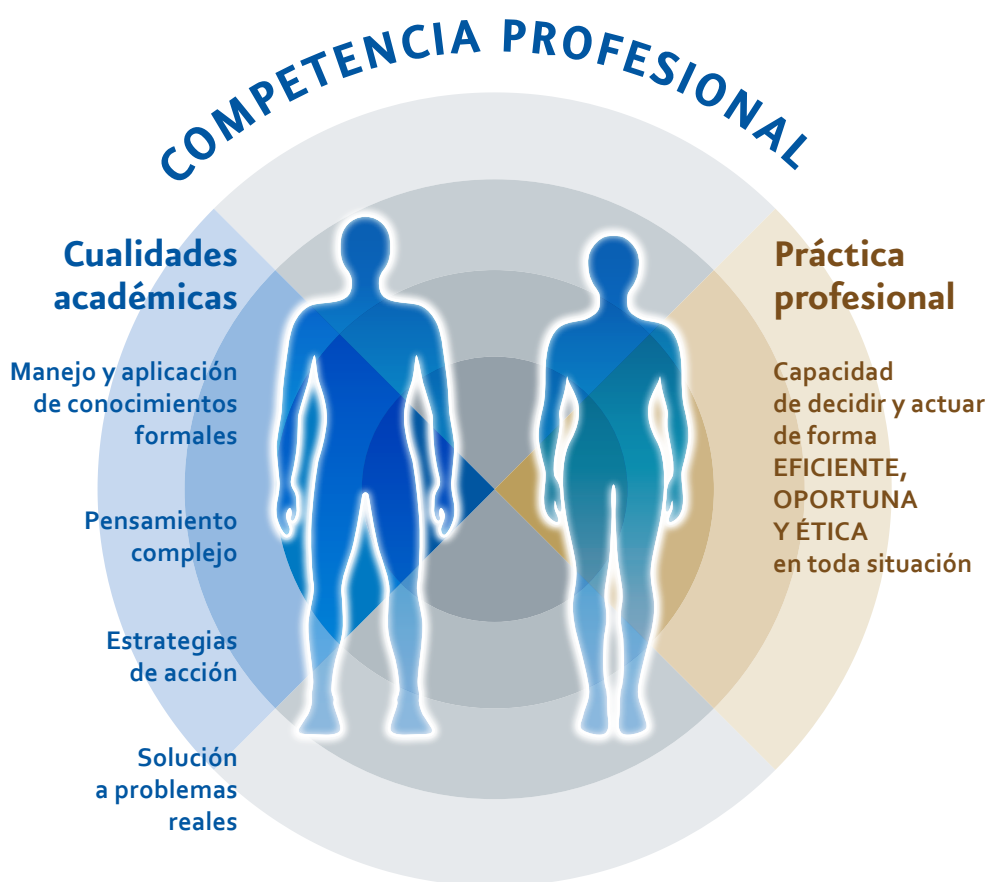 COMPETENCIA PROFESIONAL
Cualidades
académicas
Manejo y aplicación
de conocimientos
formales
Pensamiento
complejo
Estrategias
de acción
Solución
a problemas
reales
Práctica
profesional
Capacidad
de decidir y actuar
de forma
EFICIENTE,
OPORTUNA
Y ÉTICA
en toda situación